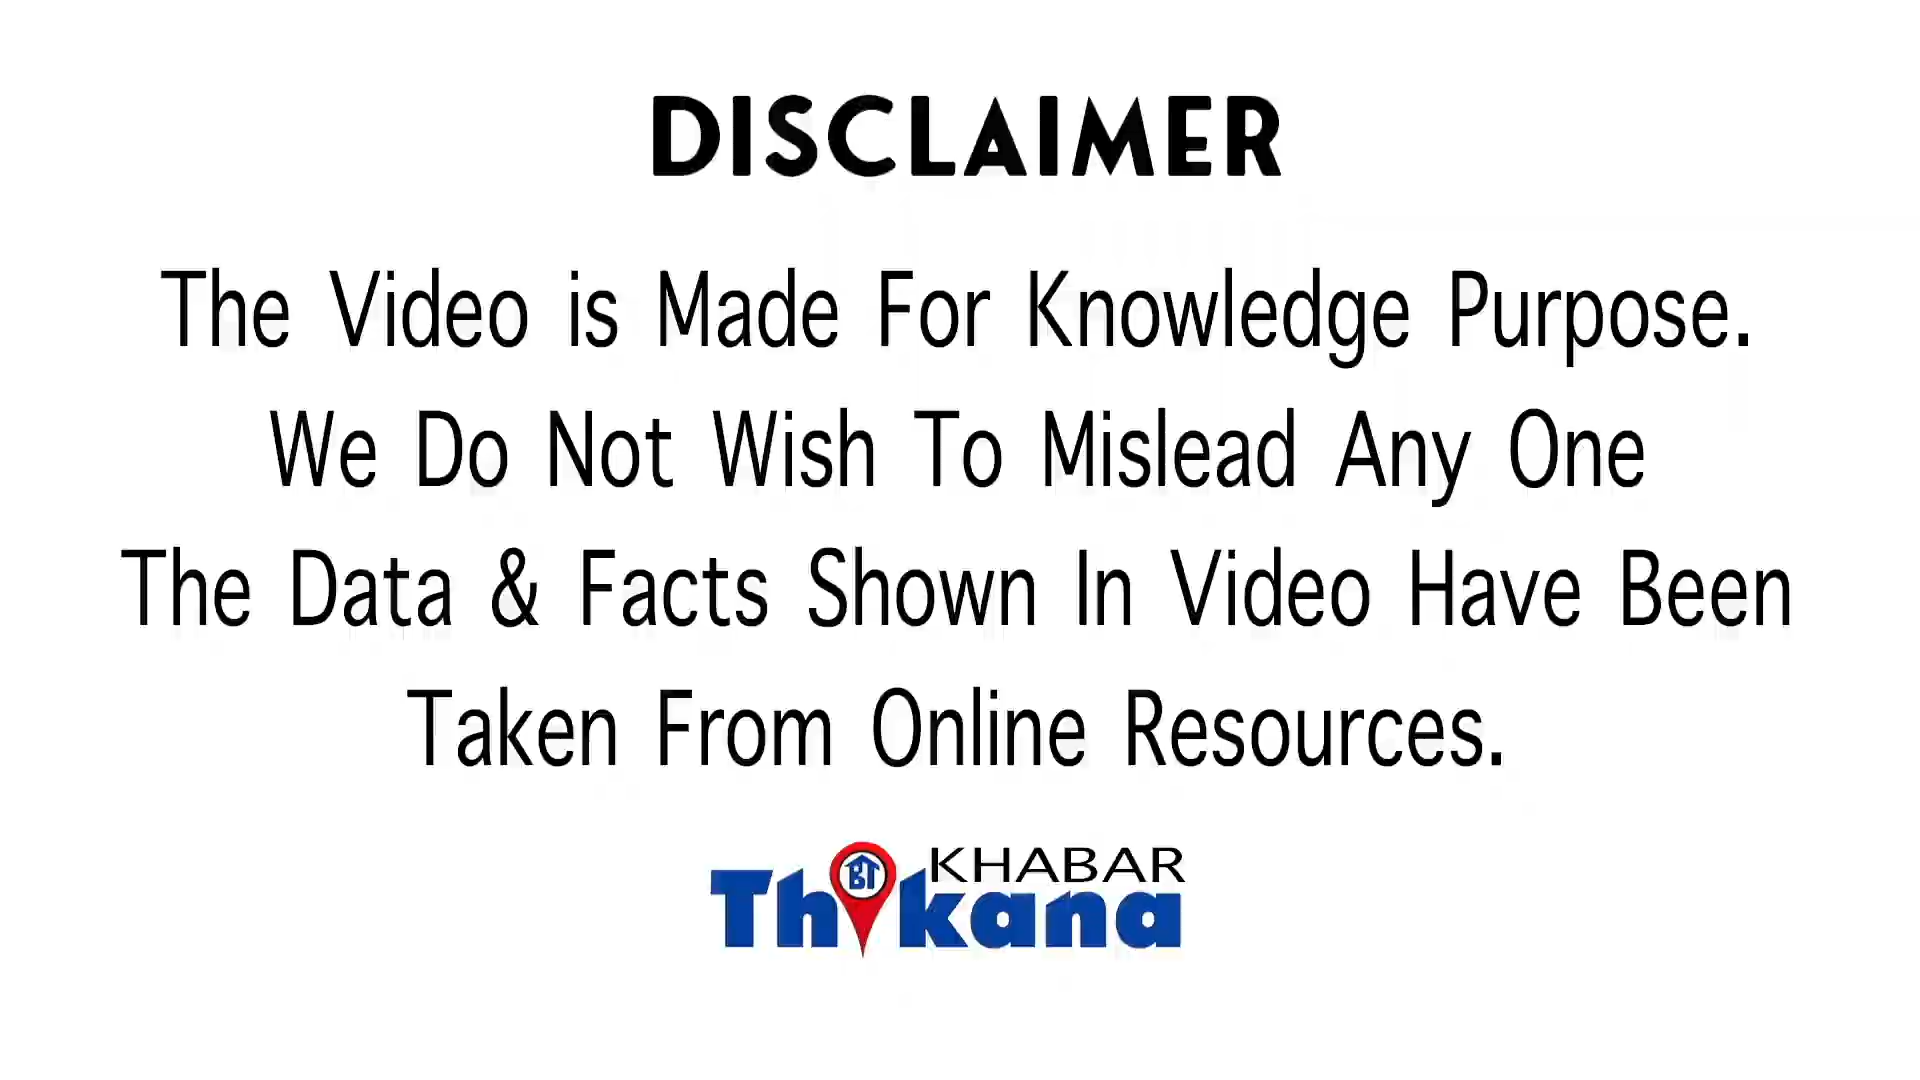 DISCLAIMER
The Video is Made For Knowledge Purpose.
We Do Not Wish To Mislead Any One
The Data & Facts Shown In Video Have Been
Taken From Online Resources.
KHABAR
BT
Thikana